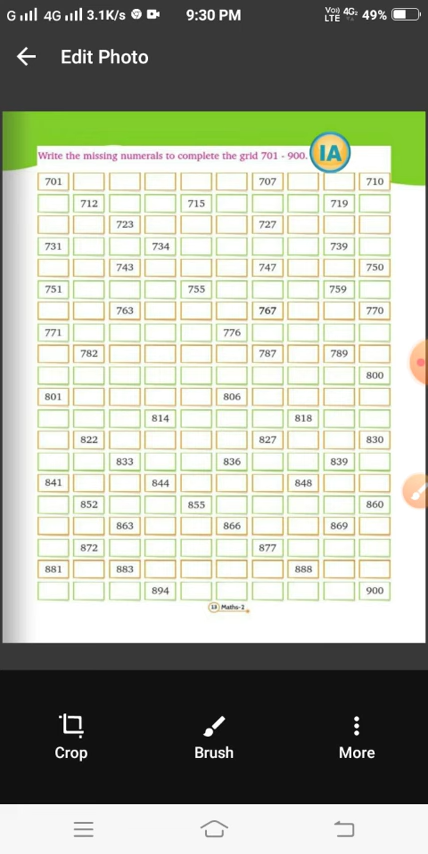 G 4G 3.1K/s 9:30 PM VoI) LTE 4G 49%
Edit Photo
Write the missing numerals to complete the grid 701 - 900. IA
701 707 710
712 715 719
723 727
731 734 739
743 747 750
751 755 759
763 767 770
771 776
782 787 789
800
801 806
814 818
822 827 830
833 836 839
841 844 848
852 855 860
863 866 869
872 877
881 883 888
894 900
13 Maths-2
Crop Brush More